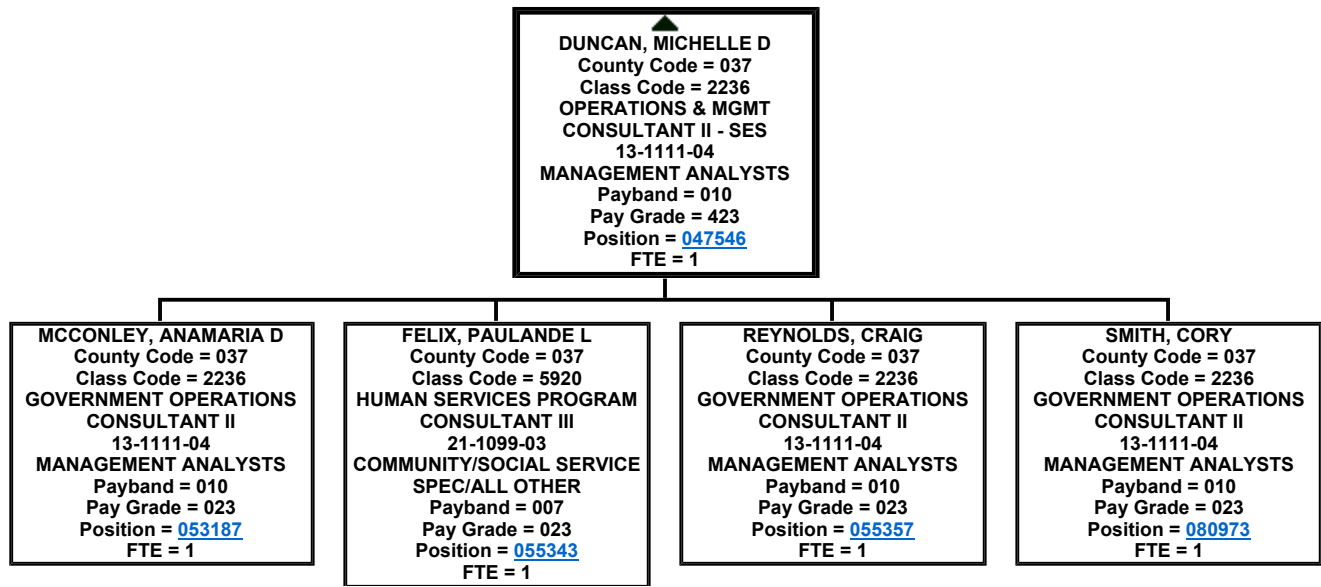 DUNCAN, MICHELLE D
County Code = 037
Class Code = 2236
OPERATIONS & MGMT
CONSULTANT II - SES
13-1111-04
MANAGEMENT ANALYSTS
Payband = 010
Pay Grade = 423
Position = 047546
FTE = 1
MCCONLEY, ANAMARIA D
County Code = 037
Class Code = 2236
GOVERNMENT OPERATIONS
CONSULTANT II
13-1111-04
MANAGEMENT ANALYSTS
Payband = 010
Pay Grade = 023
Position = 053187
FTE = 1
FELIX, PAULANDE L
County Code = 037
Class Code = 5920
HUMAN SERVICES PROGRAM
CONSULTANT III
21-1099-03
COMMUNITY/SOCIAL SERVICE
SPEC/ALL OTHER
Payband = 007
Pay Grade = 023
Position = 055343
FTE = 1
REYNOLDS, CRAIG
County Code = 037
Class Code = 2236
GOVERNMENT OPERATIONS
CONSULTANT II
13-1111-04
MANAGEMENT ANALYSTS
Payband = 010
Pay Grade = 023
Position = 055357
FTE = 1
SMITH, CORY
County Code = 037
Class Code = 2236
GOVERNMENT OPERATIONS
CONSULTANT II
13-1111-04
MANAGEMENT ANALYSTS
Payband = 010
Pay Grade = 023
Position = 080973
FTE = 1